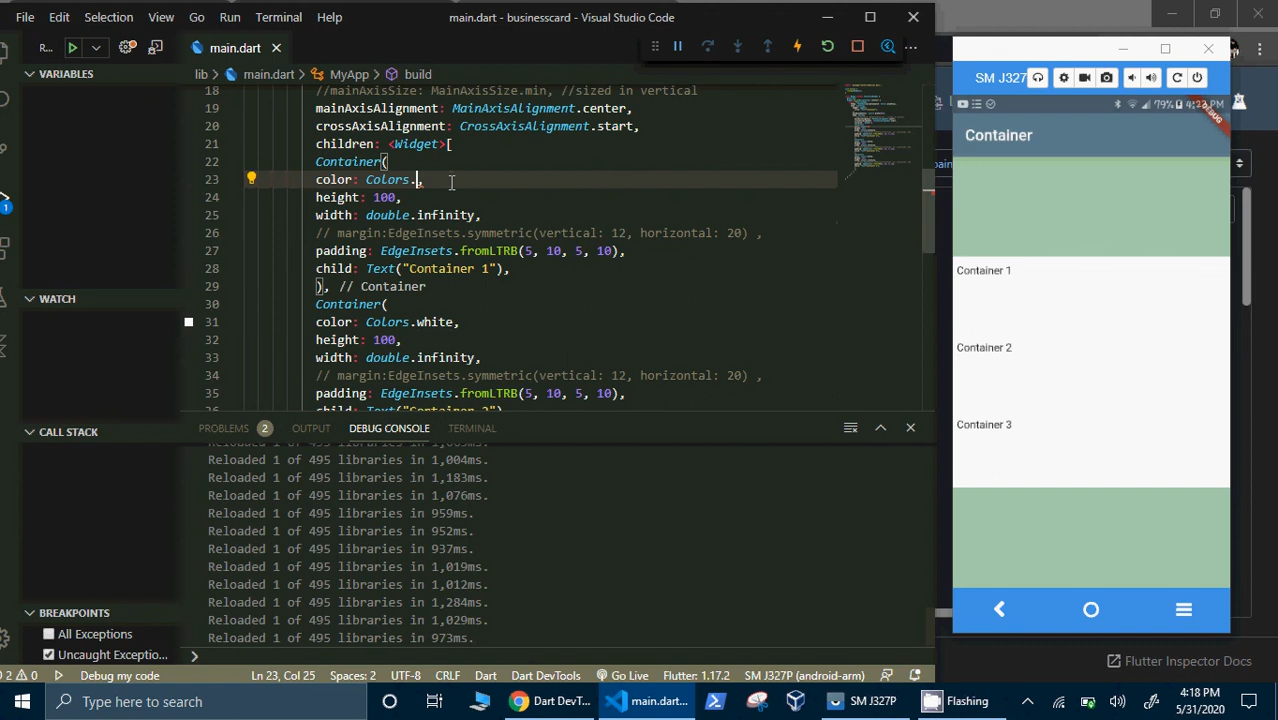 File Edit Selection View Go Run Terminal Help main.dart - businesscard - Visual Studio Code
R... main.dart
VARIABLES
WATCH
CALL STACK
BREAKPOINTS
All Exceptions
Uncaught Exceptio...
lib main.dart MyApp build
18 //mainAxisSize: MainAxisSize.min, //sized in vertical
19 mainAxisAlignment: MainAxisAlignment.center,
20 crossAxisAlignment: CrossAxisAlignment.start,
21 children: <Widget>[
22 Container(
23 color: Colors.,
24 height: 100,
25 width: double.infinity,
26 // margin:EdgeInsets.symmetric(vertical: 12, horizontal: 20) ,
27 padding: EdgeInsets.fromLTRB(5, 10, 5, 10),
28 child: Text("Container 1"),
29 ), // Container
30 Container(
31 color: Colors.white,
32 height: 100,
33 width: double.infinity,
34 // margin:EdgeInsets.symmetric(vertical: 12, horizontal: 20) ,
35 padding: EdgeInsets.fromLTRB(5, 10, 5, 10),
36 child: Text("Container 2"),
PROBLEMS 2 OUTPUT DEBUG CONSOLE TERMINAL
Reloaded 1 of 495 libraries in 1,004ms.
Reloaded 1 of 495 libraries in 1,183ms.
Reloaded 1 of 495 libraries in 1,076ms.
Reloaded 1 of 495 libraries in 959ms.
Reloaded 1 of 495 libraries in 952ms.
Reloaded 1 of 495 libraries in 937ms.
Reloaded 1 of 495 libraries in 1,019ms.
Reloaded 1 of 495 libraries in 1,012ms.
Reloaded 1 of 495 libraries in 1,284ms.
Reloaded 1 of 495 libraries in 1,029ms.
Reloaded 1 of 495 libraries in 973ms.
2 0 Debug my code Ln 23, Col 25 Spaces: 2 UTF-8 CRLF Dart Go Live Flutter: 1.17.2 SM J327P (android-arm)
1
SM J327
79%
DEBUG
Container
Container 1
Container 2
Container 3
Flutter Inspector Docs
Type here to search
Dart DevT... main.dart... SM J327P Flashing
4:18 PM
5/31/2020